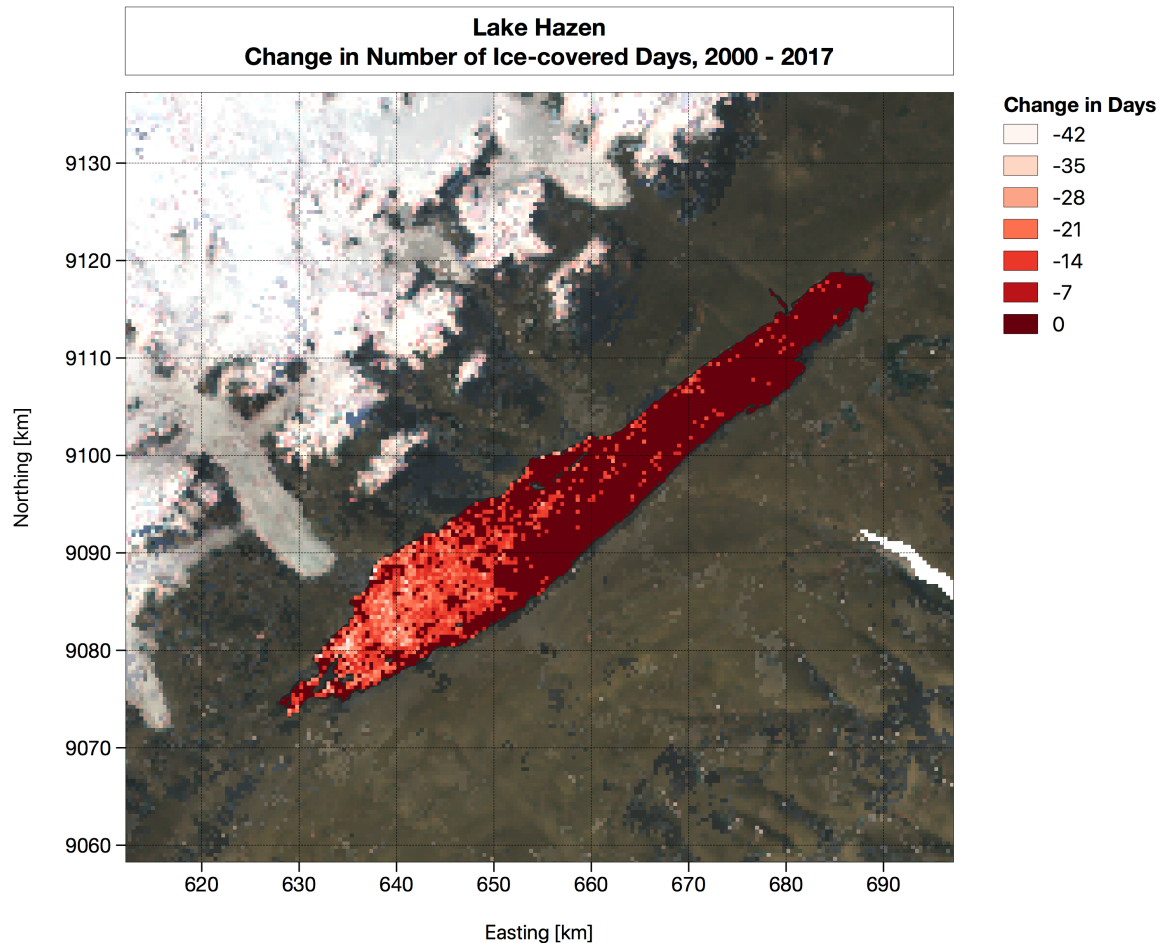 Lake Hazen
Change in Number of Ice-covered Days, 2000 - 2017
Change in Days
-42
-35
-28
-21
-14
-7
0
9130
9120
9110
9100
9090
9080
9070
9060
Northing [km]
620 630 640 650 660 670 680 690
Easting [km]